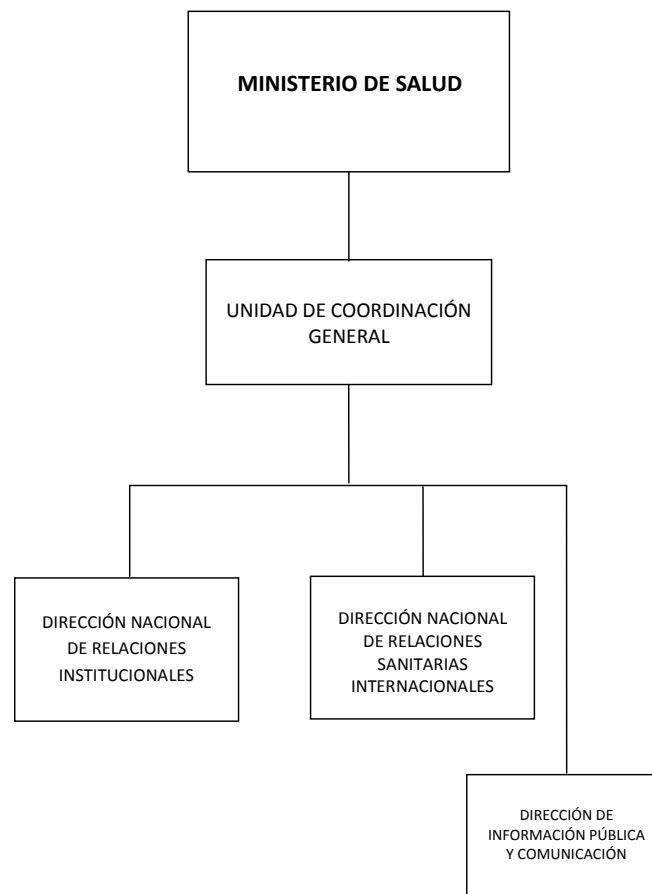 MINISTERIO DE SALUD
UNIDAD DE COORDINACIÓN
GENERAL
DIRECCIÓN NACIONAL
DE RELACIONES
INSTITUCIONALES
DIRECCIÓN NACIONAL
DE RELACIONES
SANITARIAS
INTERNACIONALES
DIRECCIÓN DE
INFORMACIÓN PÚBLICA
Y COMUNICACIÓN